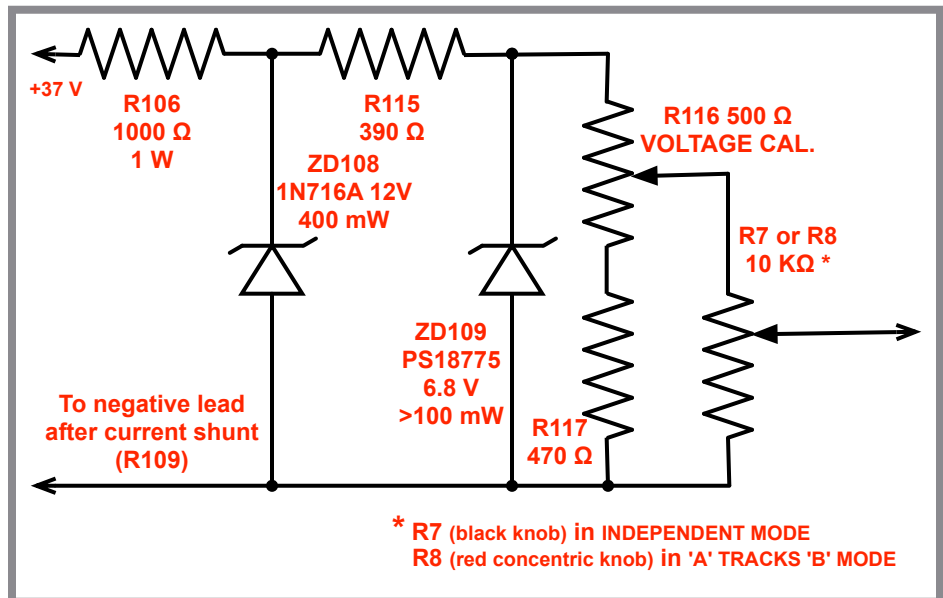 +37 V
R106
1000 Ω
1 W
R115
390 Ω
R116 500 Ω
VOLTAGE CAL.
ZD108
1N716A 12V
400 mW
R7 or R8
10 KΩ *
ZD109
PS18775
6.8 V
>100 mW
To negative lead
after current shunt
(R109)
R117
470 Ω
* R7 (black knob) in INDEPENDENT MODE
R8 (red concentric knob) in 'A' TRACKS 'B' MODE